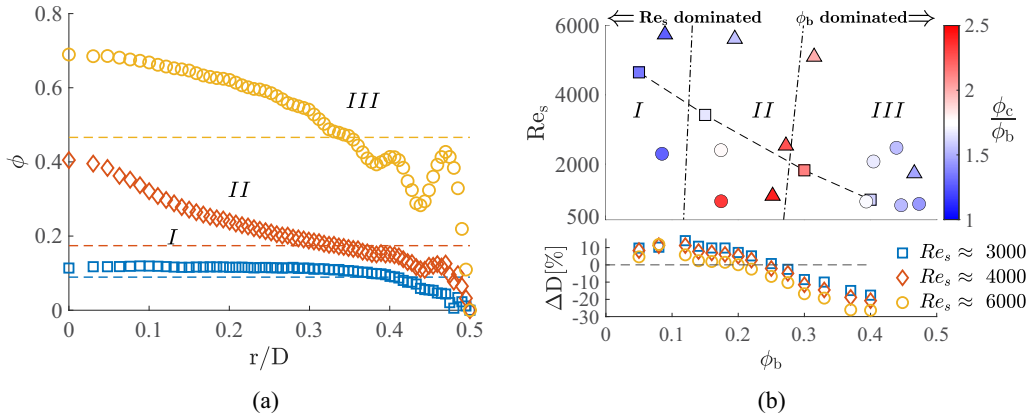 0.8
0.6
0.4
0.2
0
ϕ
III
II
I
0 0.1 0.2 0.3 0.4 0.5
r/D
(a)
⇐ Re_s dominated
ϕ_b dominated ⇒
6000
4000
2000
500
Re_s
I II III
2.5
2
1.5
1
ϕ_c/ϕ_b
10
0
-10
-20
-30
ΔD[%]
0 0.1 0.2 0.3 0.4 0.5
ϕ_b
Re_s ≈ 3000
Re_s ≈ 4000
Re_s ≈ 6000
(b)